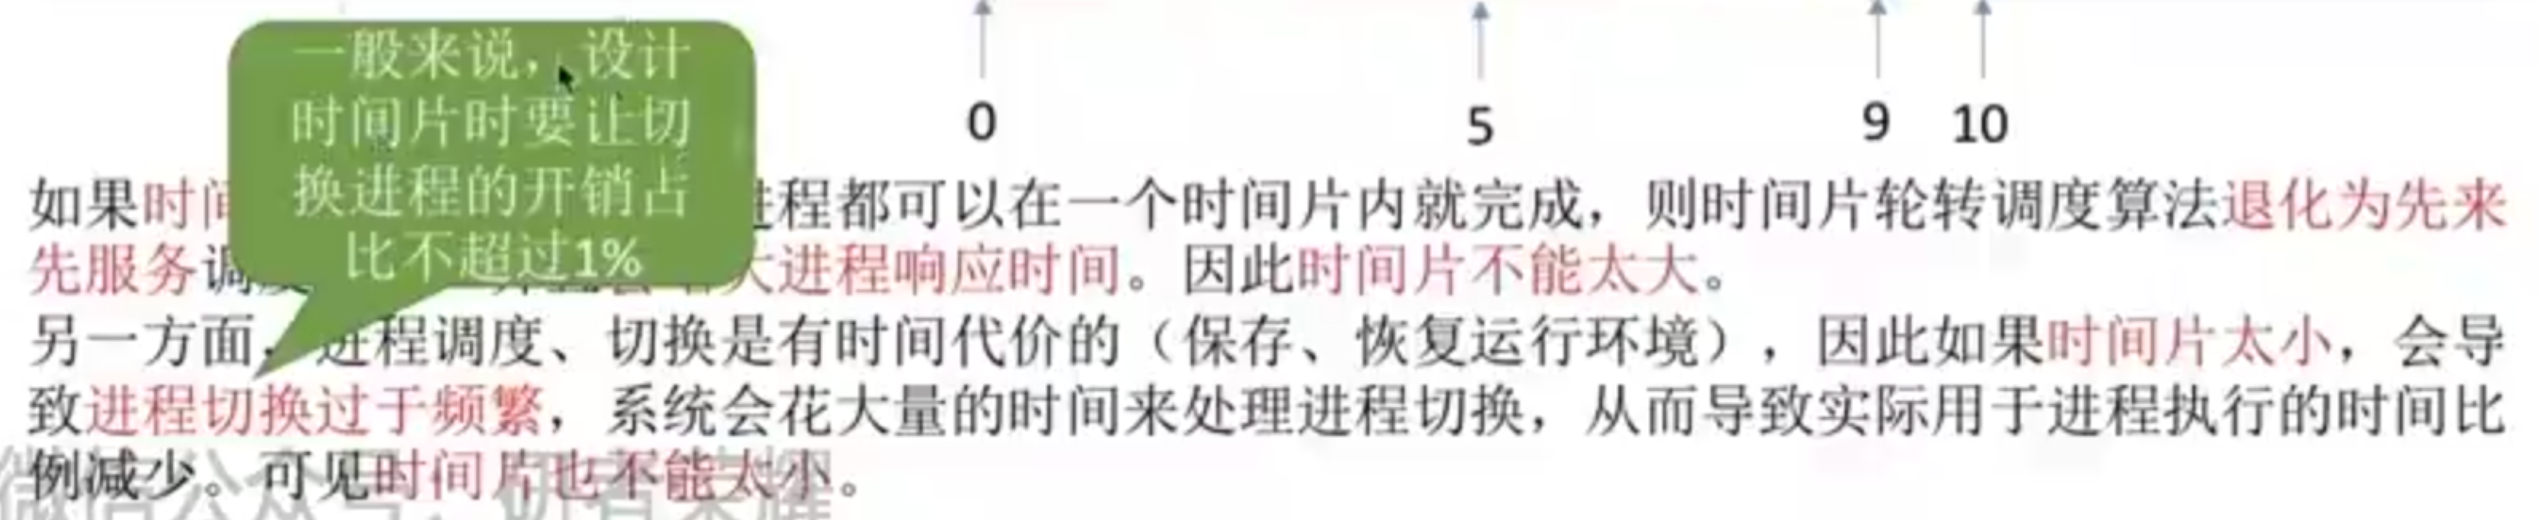 一般来说，设计
时间片时要让切
换进程的开销占
比不超过1%
0 5 9 10
如果时间 进程都可以在一个时间片内就完成，则时间片轮转调度算法退化为先来
先服务调度 大进程响应时间。因此时间片不能太大。
另一方面，进程调度、切换是有时间代价的（保存、恢复运行环境），因此如果时间片太小，会导
致进程切换过于频繁，系统会花大量的时间来处理进程切换，从而导致实际用于进程执行的时间比
例减少。可见时间片也不能太小。